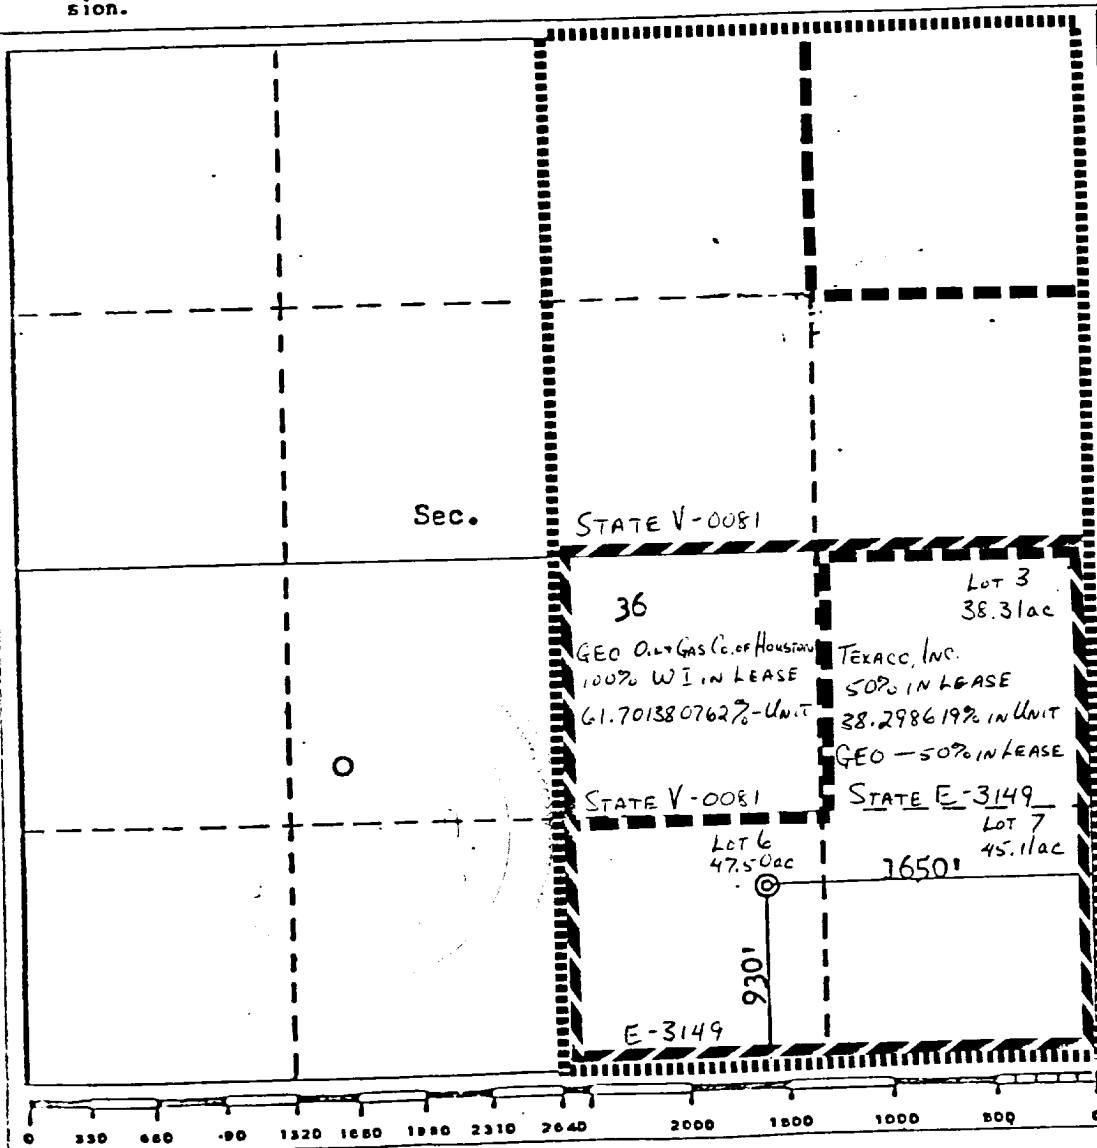 sion.
Sec.
STATE V-0081
36
GEO OIL & GAS Co. OF HOUSTON
100% WI IN LEASE
61.701380762%-UNIT
LOT 3
38.31ac
TEXACO, INC.
50% IN LEASE
38.298619% IN UNIT
GEO — 50% IN LEASE
STATE V-0081
STATE E-3149
LOT 6
47.50ac
LOT 7
45.11ac
1650'
930'
E-3149
0 330 660 -90 1320 1650 1980 2310 2640 2000 1500 1000 500 0